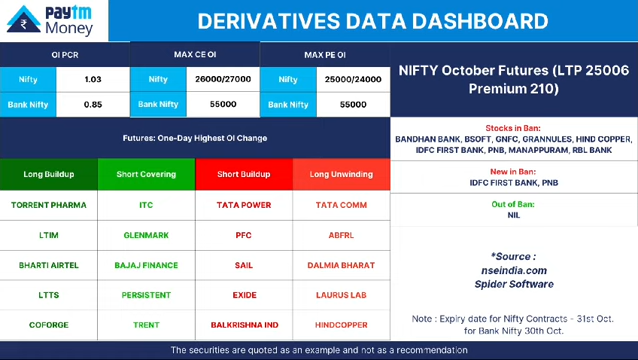 paytm
Money
DERIVATIVES DATA DASHBOARD
OI PCR
MAX CE OI
MAX PE OI
Nifty 1.03 Nifty 26000/27000 Nifty 25000/24000
Bank Nifty 0.85 Bank Nifty 55000 Bank Nifty 55000
NIFTY October Futures (LTP 25006
Premium 210)
Futures: One-Day Highest OI Change
Stocks in Ban:
BANDHAN BANK, BSOFT, GNFC, GRANNULES, HIND COPPER,
IDFC FIRST BANK, PNB, MANAPPURAM, RBL BANK
New in Ban:
IDFC FIRST BANK, PNB
Out of Ban:
NIL
Long Buildup Short Covering Short Buildup Long Unwinding
TORRENT PHARMA ITC TATA POWER TATA COMM
LTIM GLENMARK PFC ABFRL
BHARTI AIRTEL BAJAJ FINANCE SAIL DALMIA BHARAT
LTTS PERSISTENT EXIDE LAURUS LAB
COFORGE TRENT BALKRISHNA IND HINDCOPPER
*Source :
nseindia.com
Spider Software
Note : Expiry date for Nifty Contracts - 31st Oct.
for Bank Nifty 30th Oct.
The securities are quoted as an example and not as a recommendation